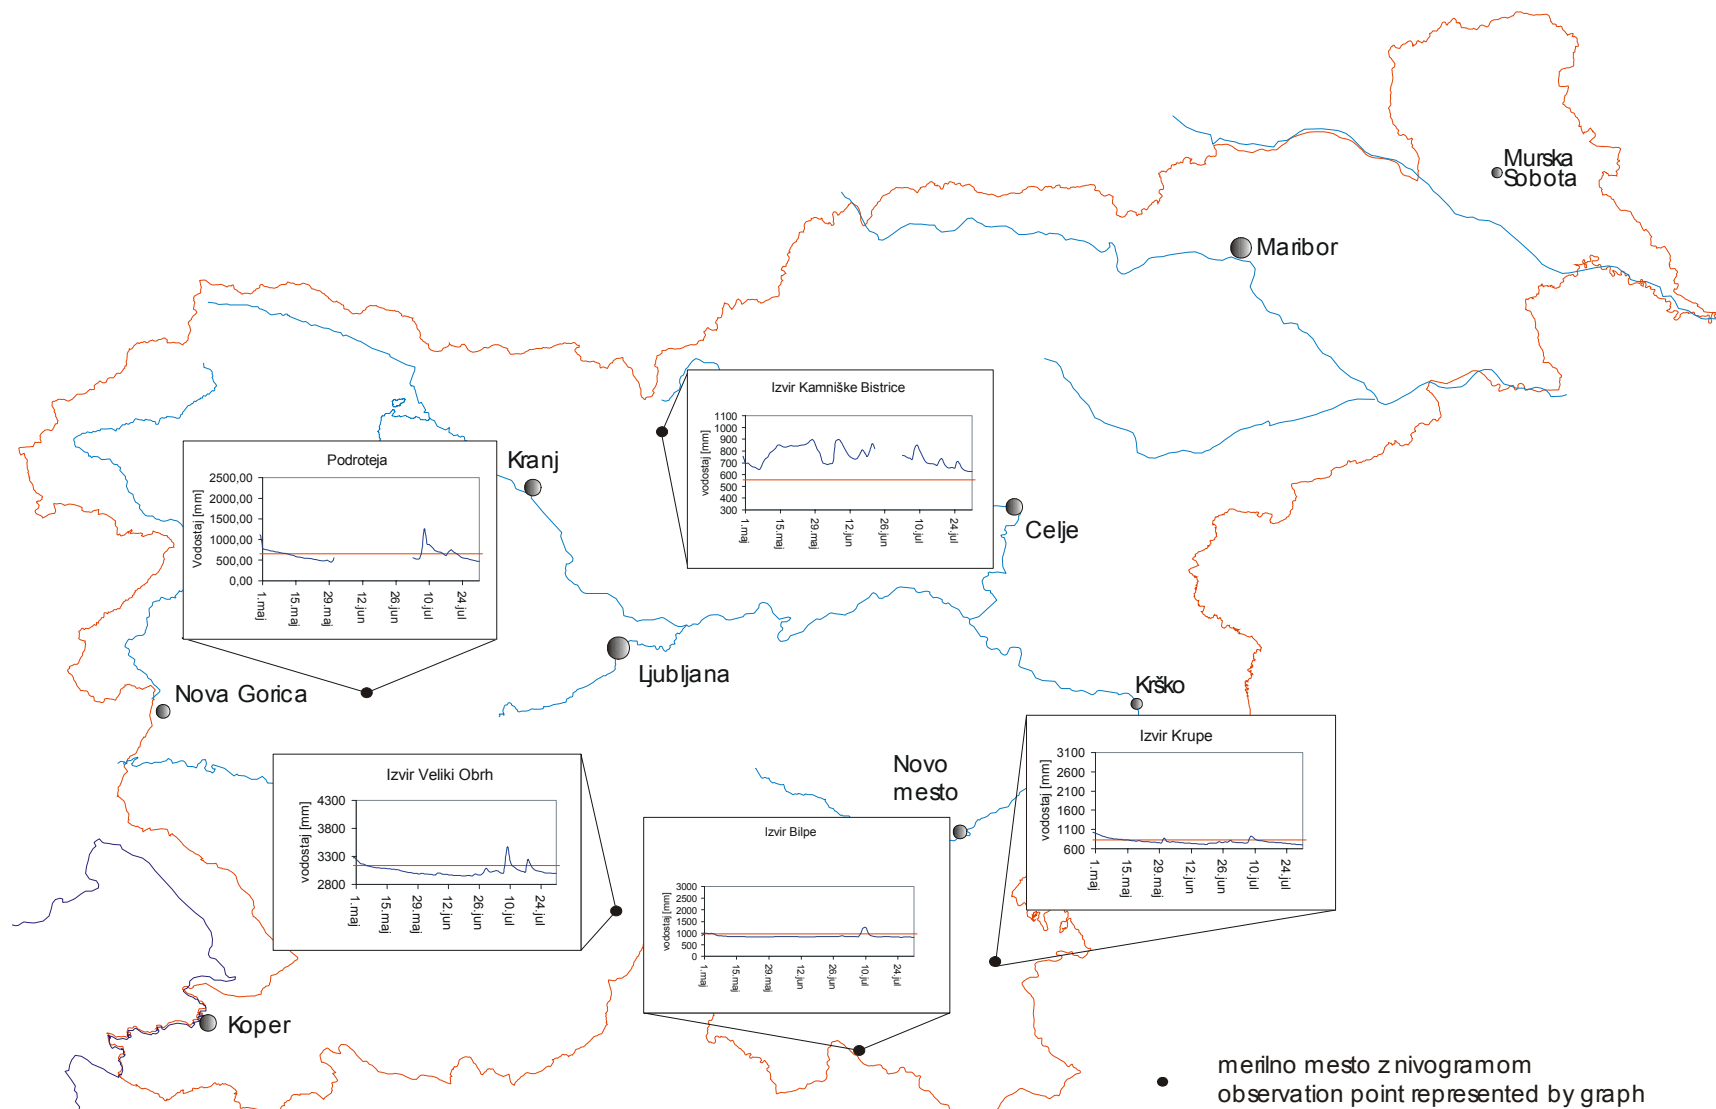 Murska
Sobota
Maribor
Izvir Kamniške Bistrice
vodostaj [mm]
1100
1000
900
800
700
600
500
400
300
1.maj
15.maj
29.maj
12.jun
26.jun
10.jul
24.jul
Podroteja
Vodostaj [mm]
2500,00
2000,00
1500,00
1000,00
500,00
0,00
1.maj
15.maj
29.maj
12.jun
26.jun
10.jul
24.jul
Kranj
Celje
Ljubljana
Nova Gorica
Krško
Izvir Krupe
vodostaj [mm]
3100
2600
2100
1600
1100
600
1.maj
15.maj
29.maj
12.jun
26.jun
10.jul
24.jul
Izvir Veliki Obrh
vodostaj [mm]
4300
3800
3300
2800
1.maj
15.maj
29.maj
12.jun
26.jun
10.jul
24.jul
Novo
mesto
Izvir Bilpe
vodostaj [mm]
3000
2500
2000
1500
1000
500
0
1.maj
15.maj
29.maj
12.jun
26.jun
10.jul
24.jul
Koper
merilno mesto z nivogramom
observation point represented by graph